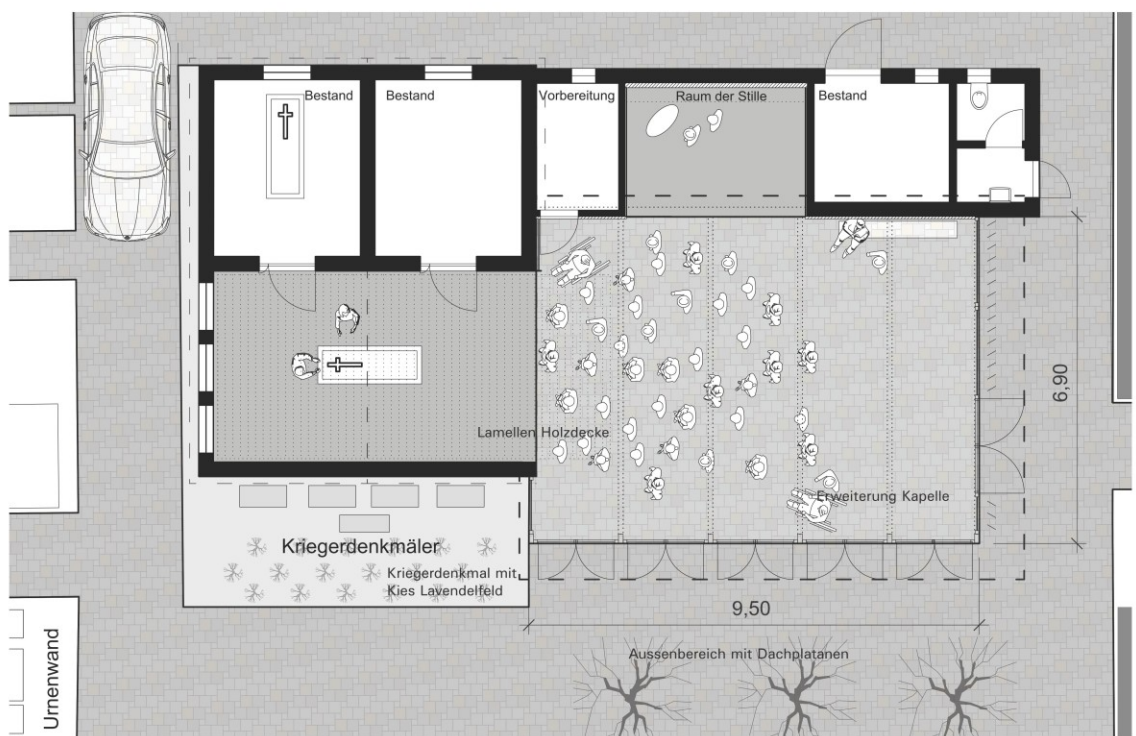 Bestand
Bestand
Vorbereitung
Raum der Stille
Bestand
Lamellen Holzdecke
6,90
Erweiterung Kapelle
Kriegerdenkmäler
Kriegerdenkmal mit
Kies Lavendelfeld
9,50
Aussenbereich mit Dachplatanen
Urnenwand